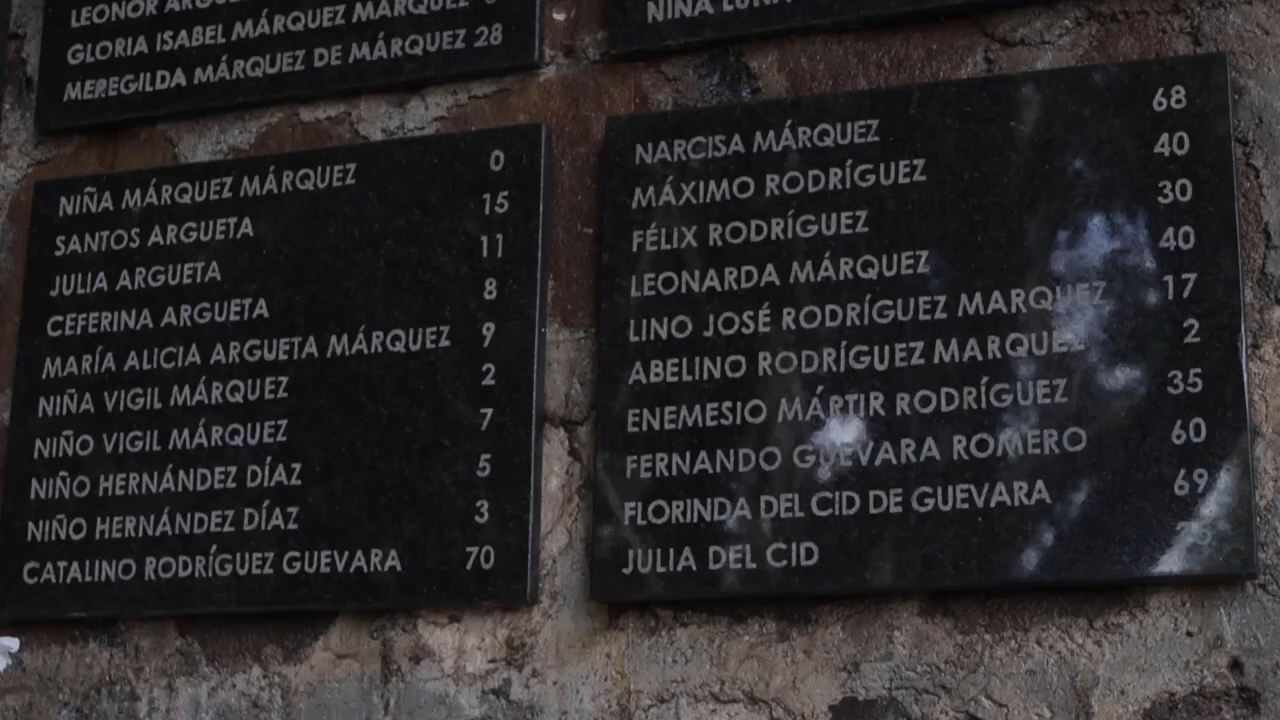 LEONOR
GLORIA ISABEL MÁRQUEZ MÁRQUEZ
MEREGILDA MÁRQUEZ DE MÁRQUEZ 28
NIÑA
NIÑA MÁRQUEZ MÁRQUEZ 0
SANTOS ARGUETA 15
JULIA ARGUETA 11
CEFERINA ARGUETA 8
MARÍA ALICIA ARGUETA MÁRQUEZ 9
NIÑA VIGIL MÁRQUEZ 2
NIÑO VIGIL MÁRQUEZ 7
NIÑO HERNÁNDEZ DÍAZ 5
NIÑO HERNÁNDEZ DÍAZ 3
CATALINO RODRÍGUEZ GUEVARA 70
NARCISA MÁRQUEZ 68
MÁXIMO RODRÍGUEZ 40
FÉLIX RODRÍGUEZ 30
LEONARDA MÁRQUEZ 40
LINO JOSÉ RODRÍGUEZ MARQUEZ 17
ABELINO RODRÍGUEZ MARQUEZ 2
ENEMESIO MÁRTIR RODRÍGUEZ 35
FERNANDO GUEVARA ROMERO 60
FLORINDA DEL CID DE GUEVARA 69
JULIA DEL CID